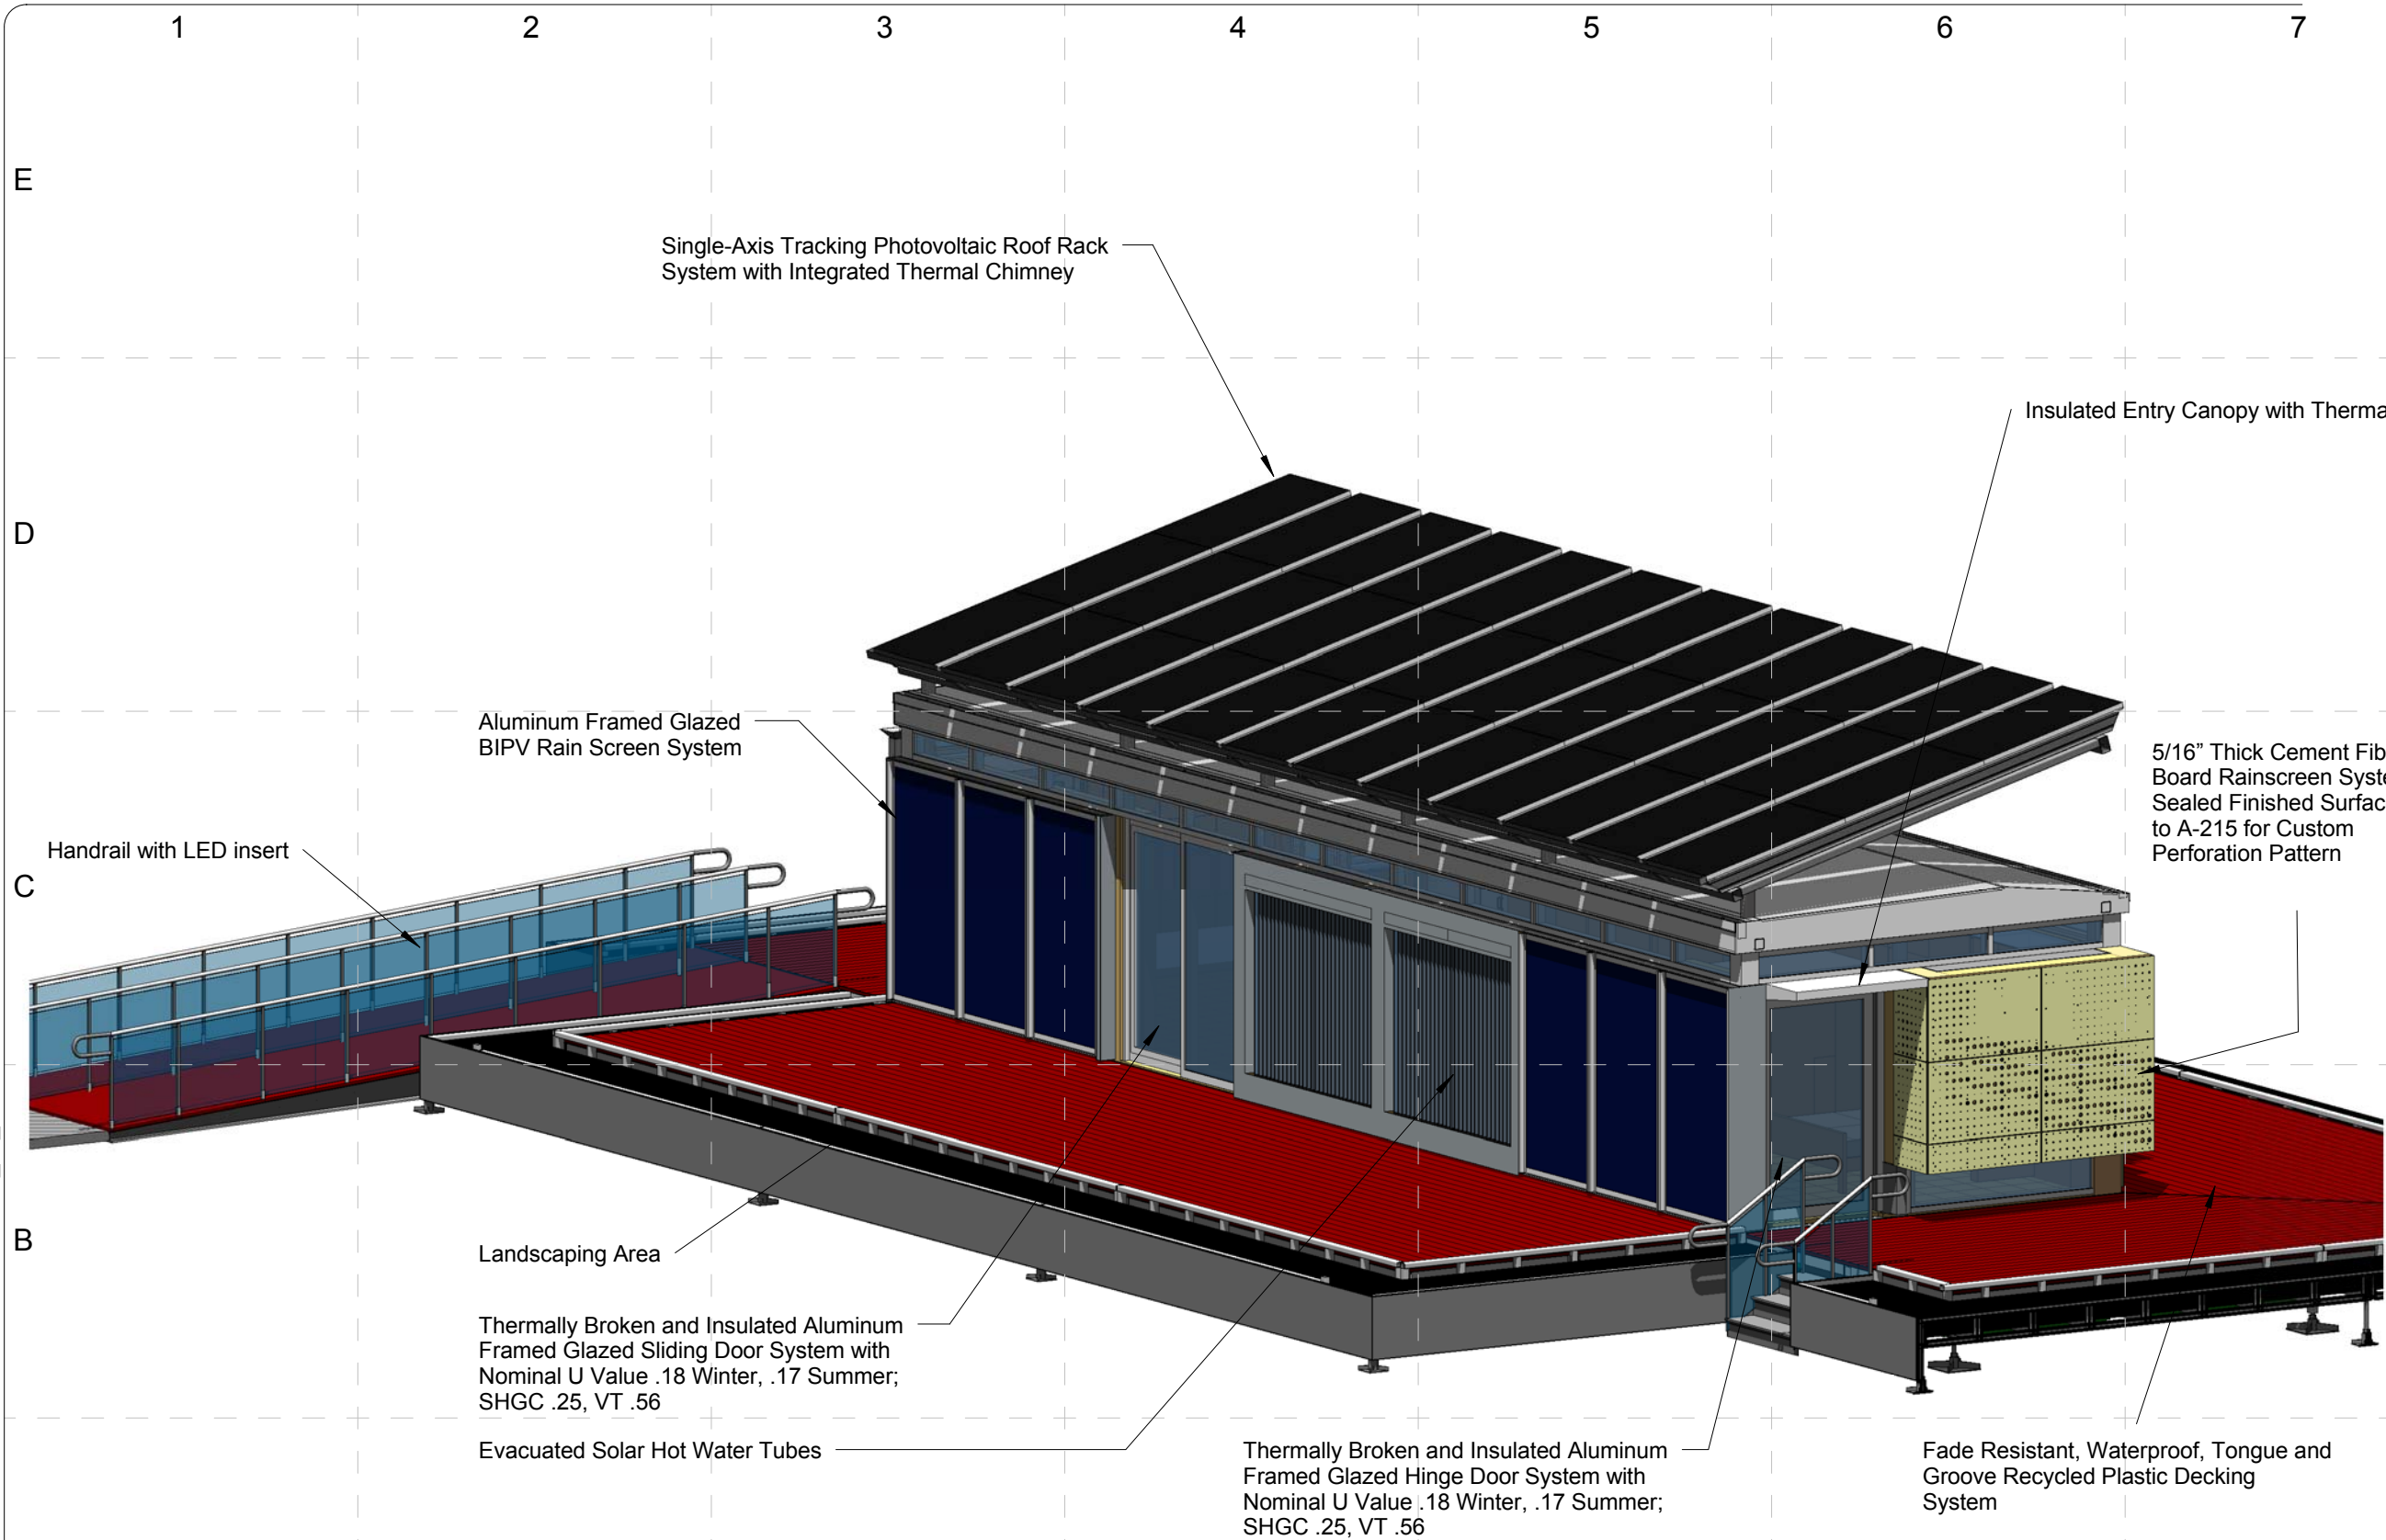 1 2 3 4 5 6 7
E
Single-Axis Tracking Photovoltaic Roof Rack
System with Integrated Thermal Chimney
Insulated Entry Canopy with
D
Aluminum Framed Glazed
BIPV Rain Screen System
5/16” Thick Cement
Board Rainscreen
Sealed Finished
to A-215 for Custom
Perforation Pattern
Handrail with LED insert
C
B
Landscaping Area
Thermally Broken and Insulated Aluminum
Framed Glazed Sliding Door System with
Nominal U Value .18 Winter, .17 Summer;
SHGC .25, VT .56
Evacuated Solar Hot Water Tubes
Thermally Broken and Insulated Aluminum
Framed Glazed Hinge Door System with
Nominal U Value .18 Winter, .17 Summer;
SHGC .25, VT .56
Fade Resistant, Waterproof, Tongue and
Groove Recycled Plastic Decking
System